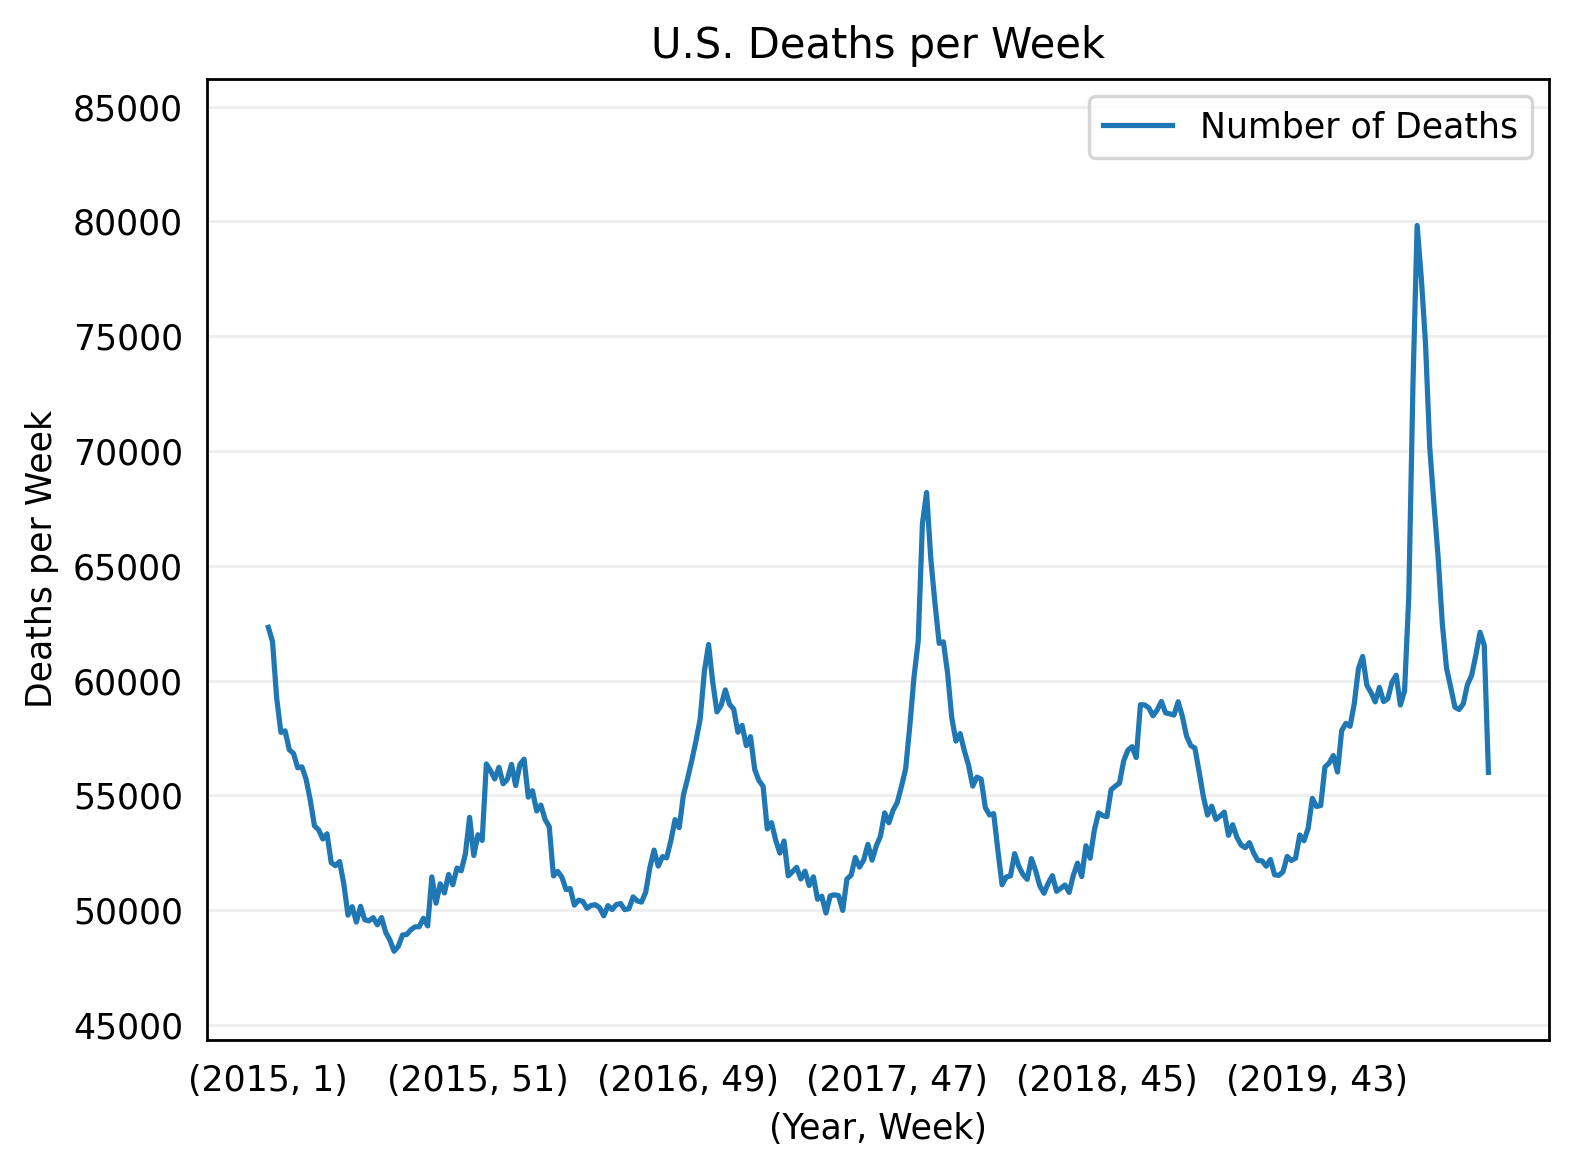 U.S. Deaths per Week
Number of Deaths
85000
80000
75000
70000
65000
60000
55000
50000
45000
Deaths per Week
(2015, 1) (2015, 51) (2016, 49) (2017, 47) (2018, 45) (2019, 43)
(Year, Week)